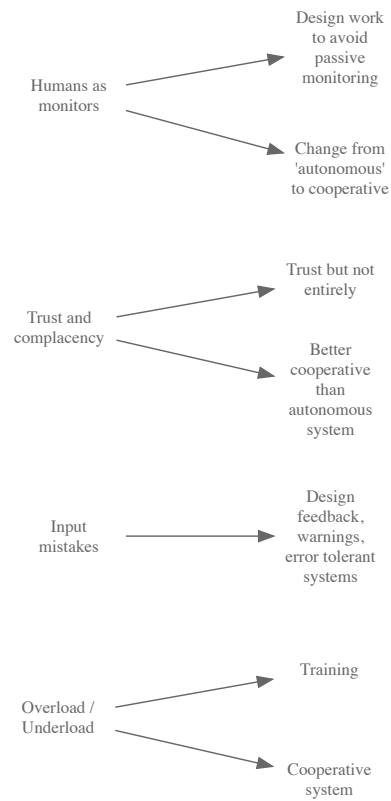 Humans as
monitors
Design work
to avoid
passive
monitoring
Change from
'autonomous'
to cooperative
Trust and
complacency
Trust but not
entirely
Better
cooperative
than
autonomous
system
Input
mistakes
Design
feedback,
warnings,
error tolerant
systems
Overload /
Underload
Training
Cooperative
system